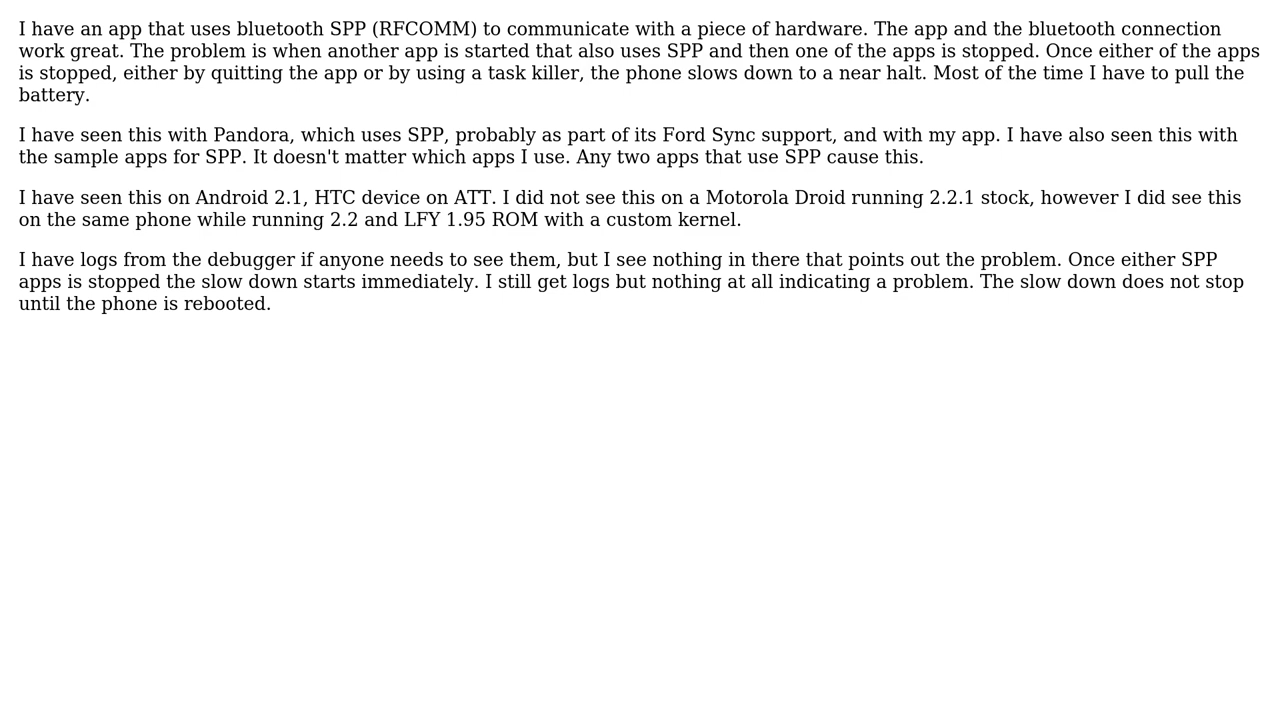 I have an app that uses bluetooth SPP (RFCOMM) to communicate with a piece of hardware. The app and the bluetooth connection
work great. The problem is when another app is started that also uses SPP and then one of the apps is stopped. Once either of the apps
is stopped, either by quitting the app or by using a task killer, the phone slows down to a near halt. Most of the time I have to pull the
battery.
I have seen this with Pandora, which uses SPP, probably as part of its Ford Sync support, and with my app. I have also seen this with
the sample apps for SPP. It doesn't matter which apps I use. Any two apps that use SPP cause this.
I have seen this on Android 2.1, HTC device on ATT. I did not see this on a Motorola Droid running 2.2.1 stock, however I did see this
on the same phone while running 2.2 and LFY 1.95 ROM with a custom kernel.
I have logs from the debugger if anyone needs to see them, but I see nothing in there that points out the problem. Once either SPP
apps is stopped the slow down starts immediately. I still get logs but nothing at all indicating a problem. The slow down does not stop
until the phone is rebooted.